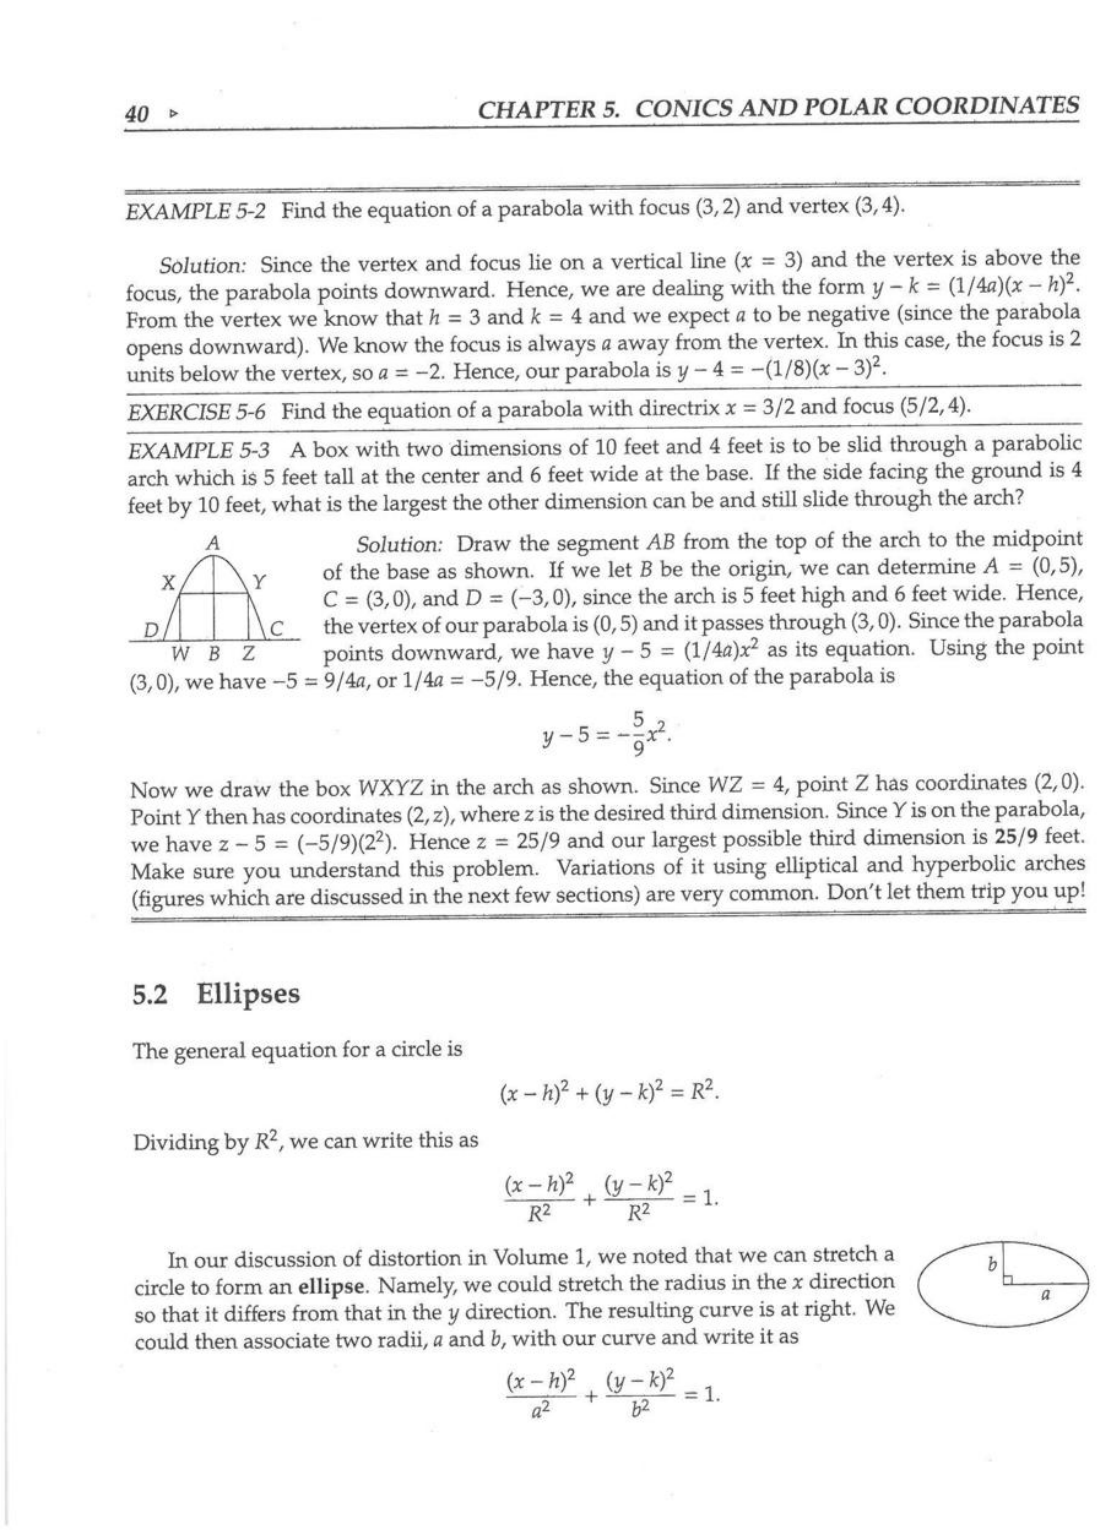 40 ▹ CHAPTER 5. CONICS AND POLAR COORDINATES
EXAMPLE 5-2 Find the equation of a parabola with focus (3, 2) and vertex (3, 4).
Solution: Since the vertex and focus lie on a vertical line (x = 3) and the vertex is above the
focus, the parabola points downward. Hence, we are dealing with the form y − k = (1/4a)(x − h)².
From the vertex we know that h = 3 and k = 4 and we expect a to be negative (since the parabola
opens downward). We know the focus is always a away from the vertex. In this case, the focus is 2
units below the vertex, so a = −2. Hence, our parabola is y − 4 = −(1/8)(x − 3)².
EXERCISE 5-6 Find the equation of a parabola with directrix x = 3/2 and focus (5/2, 4).
EXAMPLE 5-3 A box with two dimensions of 10 feet and 4 feet is to be slid through a parabolic
arch which is 5 feet tall at the center and 6 feet wide at the base. If the side facing the ground is 4
feet by 10 feet, what is the largest the other dimension can be and still slide through the arch?
A
X Y
D C
W B Z
Solution: Draw the segment AB from the top of the arch to the midpoint
of the base as shown. If we let B be the origin, we can determine A = (0, 5),
C = (3, 0), and D = (−3, 0), since the arch is 5 feet high and 6 feet wide. Hence,
the vertex of our parabola is (0, 5) and it passes through (3, 0). Since the parabola
points downward, we have y − 5 = (1/4a)x² as its equation. Using the point
(3, 0), we have −5 = 9/4a, or 1/4a = −5/9. Hence, the equation of the parabola is
y − 5 = −5/9 x².
Now we draw the box WXYZ in the arch as shown. Since WZ = 4, point Z has coordinates (2, 0).
Point Y then has coordinates (2, z), where z is the desired third dimension. Since Y is on the parabola,
we have z − 5 = (−5/9)(2²). Hence z = 25/9 and our largest possible third dimension is 25/9 feet.
Make sure you understand this problem. Variations of it using elliptical and hyperbolic arches
(figures which are discussed in the next few sections) are very common. Don't let them trip you up!
5.2 Ellipses
The general equation for a circle is
(x − h)² + (y − k)² = R².
Dividing by R², we can write this as
(x − h)²/R² + (y − k)²/R² = 1.
In our discussion of distortion in Volume 1, we noted that we can stretch a
circle to form an ellipse. Namely, we could stretch the radius in the x direction
so that it differs from that in the y direction. The resulting curve is at right. We
could then associate two radii, a and b, with our curve and write it as
b
a
(x − h)²/a² + (y − k)²/b² = 1.